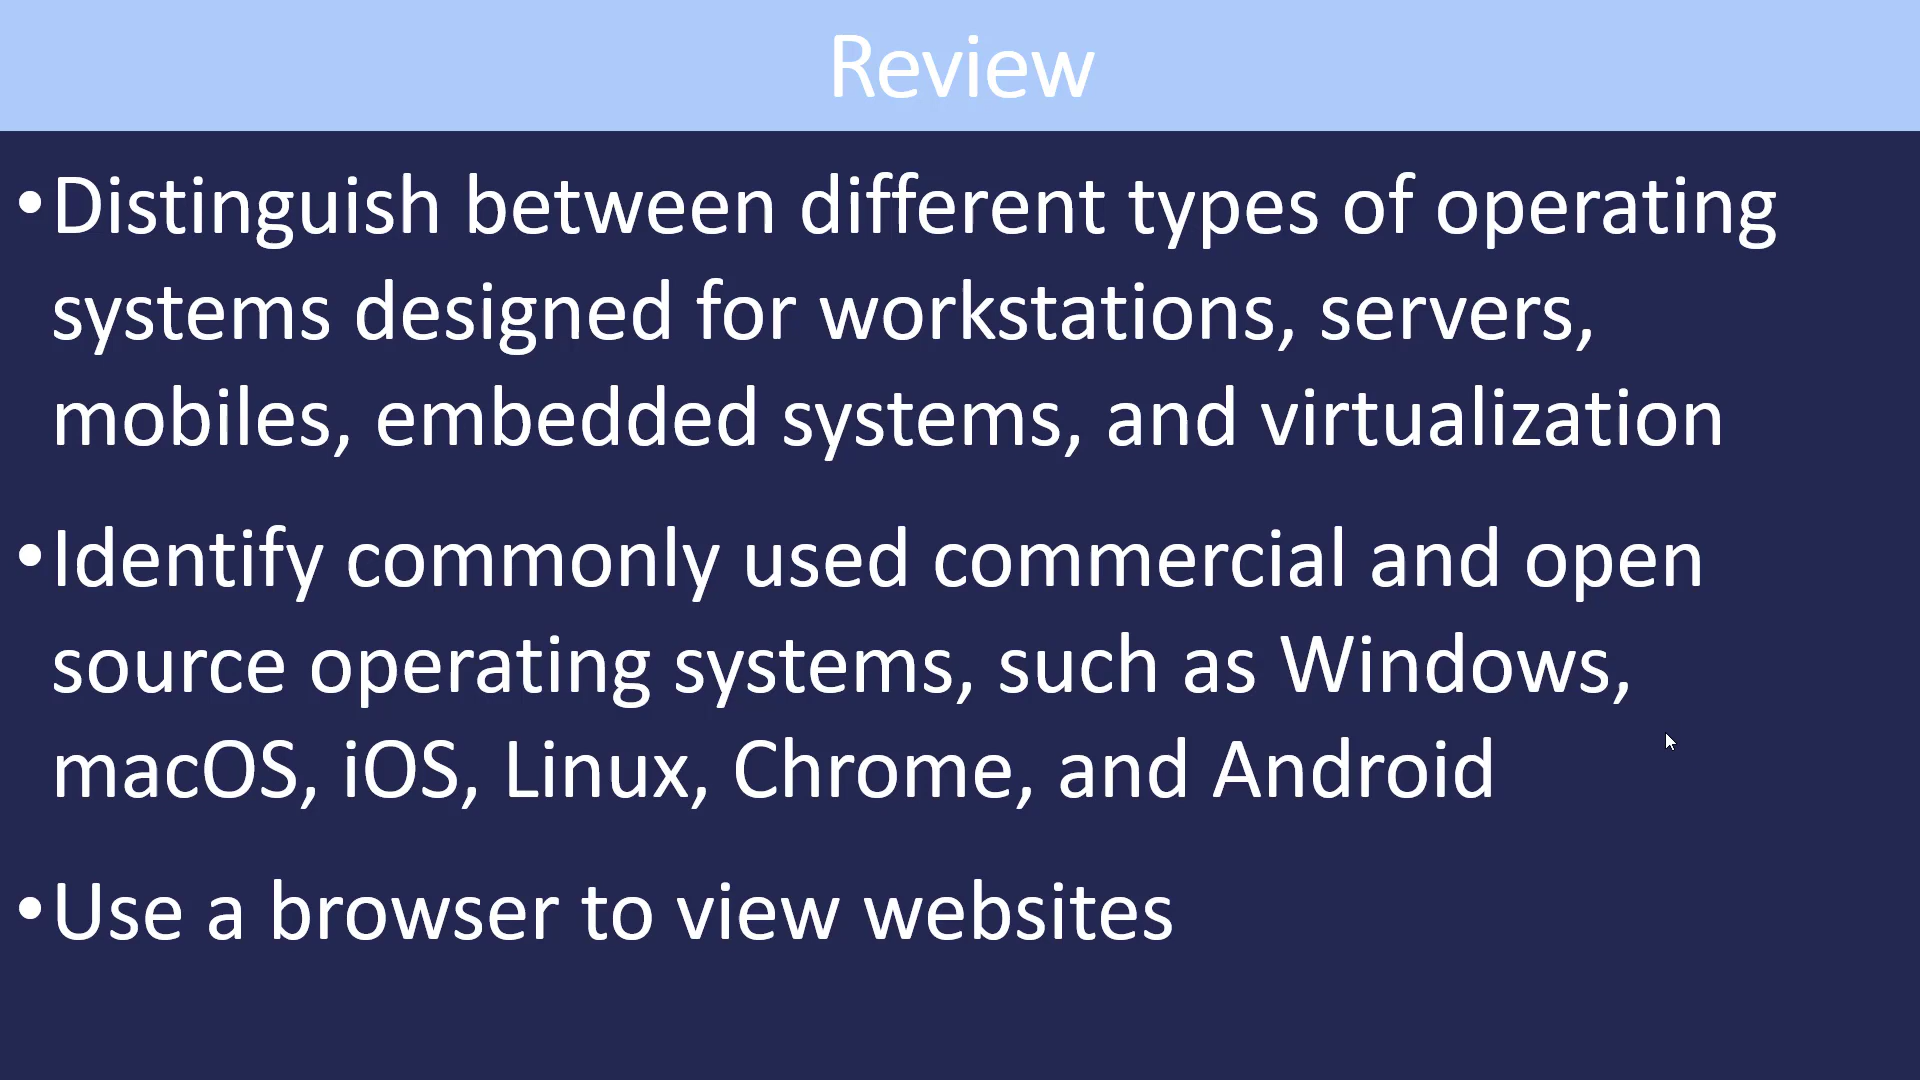 Review
•Distinguish between different types of operating
systems designed for workstations, servers,
mobiles, embedded systems, and virtualization
•Identify commonly used commercial and open
source operating systems, such as Windows,
macOS, iOS, Linux, Chrome, and Android
•Use a browser to view websites